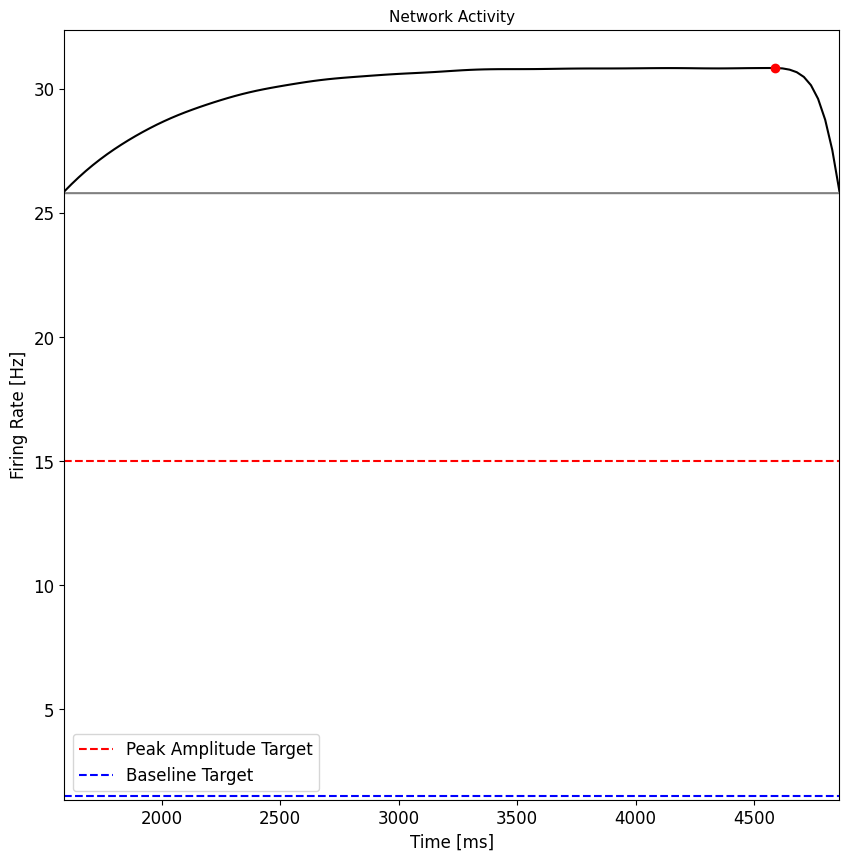 Network Activity
30
25
20
15
10
5
Firing Rate [Hz]
Peak Amplitude Target
Baseline Target
2000 2500 3000 3500 4000 4500
Time [ms]